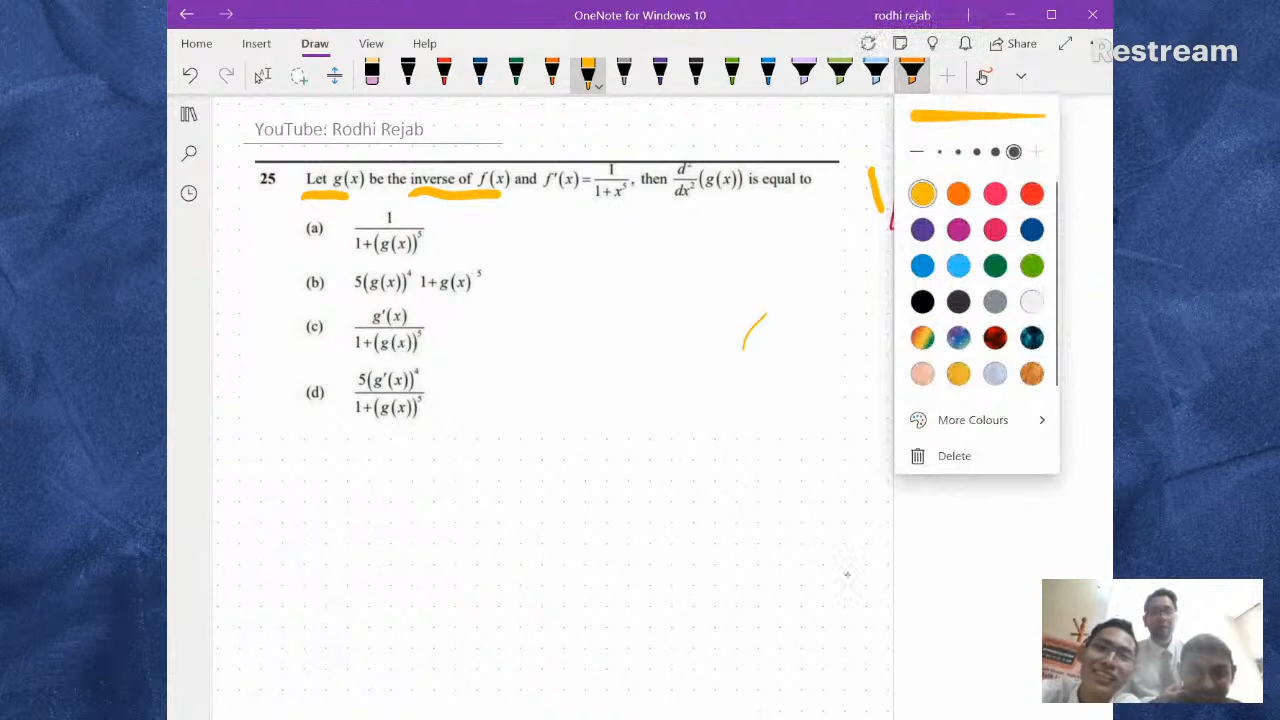 OneNote for Windows 10
rodhi rejab
Home Insert Draw View Help
Share
Restream
YouTube: Rodhi Rejab
25 Let g(x) be the inverse of f(x) and f′(x) = 1/(1+x⁵), then d²/dx² (g(x)) is equal to
(a) 1/(1+(g(x))⁵)
(b) 5(g(x))⁴ 1+g(x) ⁵
(c) g′(x)/(1+(g(x))⁵)
(d) 5(g′(x))⁴/(1+(g(x))⁵)
More Colours
Delete